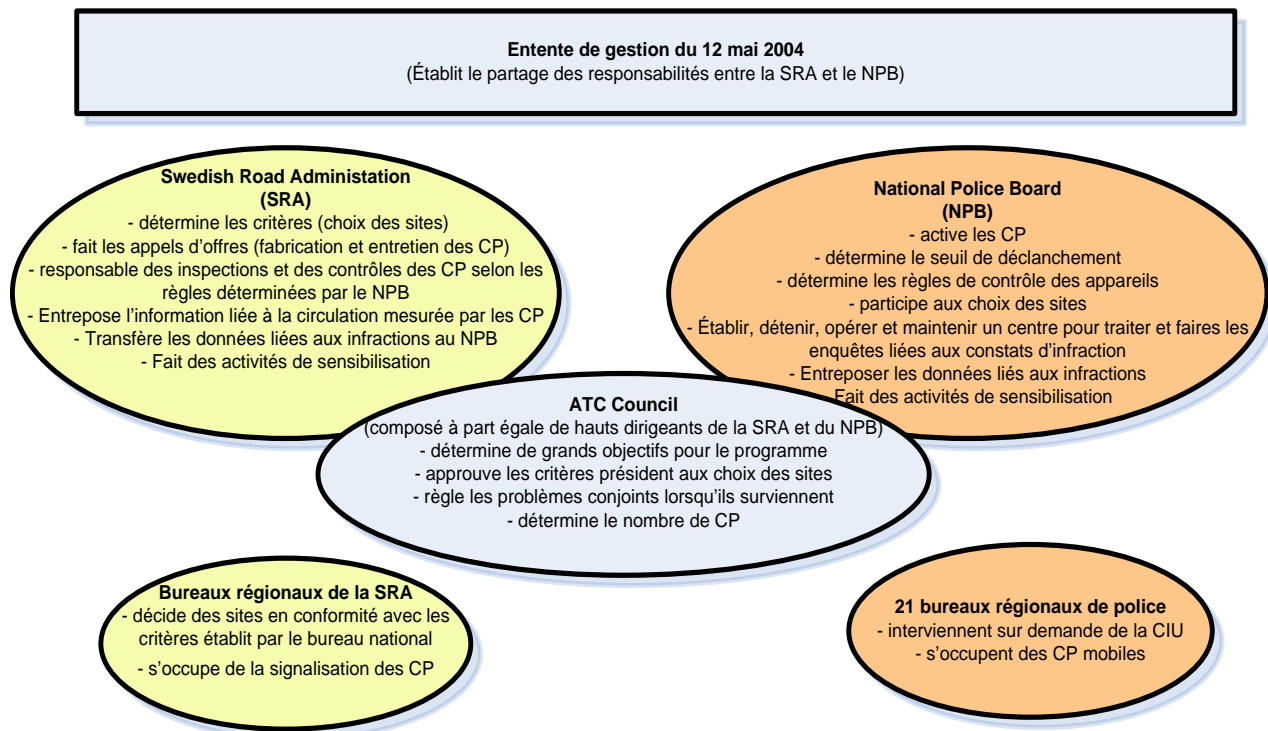 Entente de gestion du 12 mai 2004
(Établit le partage des responsabilités entre la SRA et le NPB)
Swedish Road Administation
(SRA)
- détermine les critères (choix des sites)
- fait les appels d'offres (fabrication et entretien des CP)
- responsable des inspections et des contrôles des CP selon les
règles déterminées par le NPB
- Entrepose l'information liée à la circulation mesurée par les CP
- Transfère les données liées aux infractions au NPB
- Fait des activités de sensibilisation
National Police Board
(NPB)
- active les CP
- détermine le seuil de déclanchement
- détermine les règles de contrôle des appareils
- participe aux choix des sites
- Établir, détenir, opérer et maintenir un centre pour traiter et faires les
enquêtes liées aux constats d'infraction
- Entreposer les données liés aux infractions
Fait des activités de sensibilisation
ATC Council
(composé à part égale de hauts dirigeants de la SRA et du NPB)
- détermine de grands objectifs pour le programme
- approuve les critères président aux choix des sites
- règle les problèmes conjoints lorsqu'ils surviennent
- détermine le nombre de CP
Bureaux régionaux de la SRA
- décide des sites en conformité avec les
critères établit par le bureau national
- s'occupe de la signalisation des CP
21 bureaux régionaux de police
- interviennent sur demande de la CIU
- s'occupent des CP mobiles